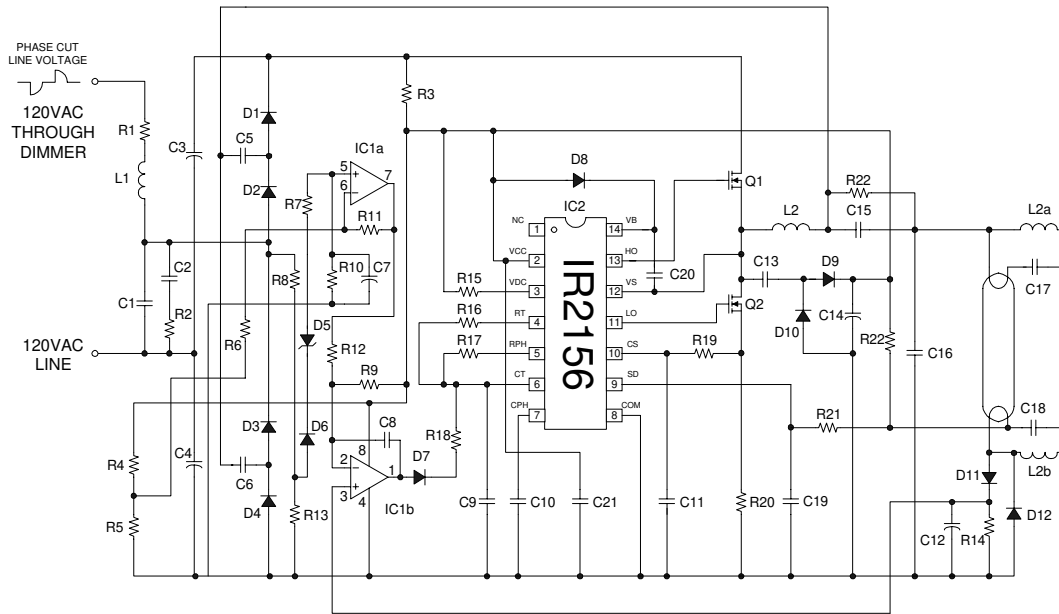 PHASE CUT
LINE VOLTAGE
120VAC
THROUGH
DIMMER
R1
L1
C3
D1
C5
D2
R3
IC1a
5
6
7
R7
R11
C2
C1
R2
R8
R10
C7
D5
120VAC
LINE
R6
R12
R9
D3
D6
C8
R18
R4
C4
C6
D4
R5
R13
8
2
3
1
4
D7
IC1b
D8
IC2
IR2156
NC
1
VCC
2
VDC
3
RT
4
RPH
5
CT
6
CPH
7
VB
14
HO
13
VS
12
LO
11
CS
10
SD
9
COM
8
R15
R16
R17
C20
R19
C9
C10
C21
C11
R20
C19
R21
Q1
Q2
L2
R22
C15
C13
D9
D10
C14
R22
C16
L2a
C17
C18
L2b
D11
D12
C12
R14